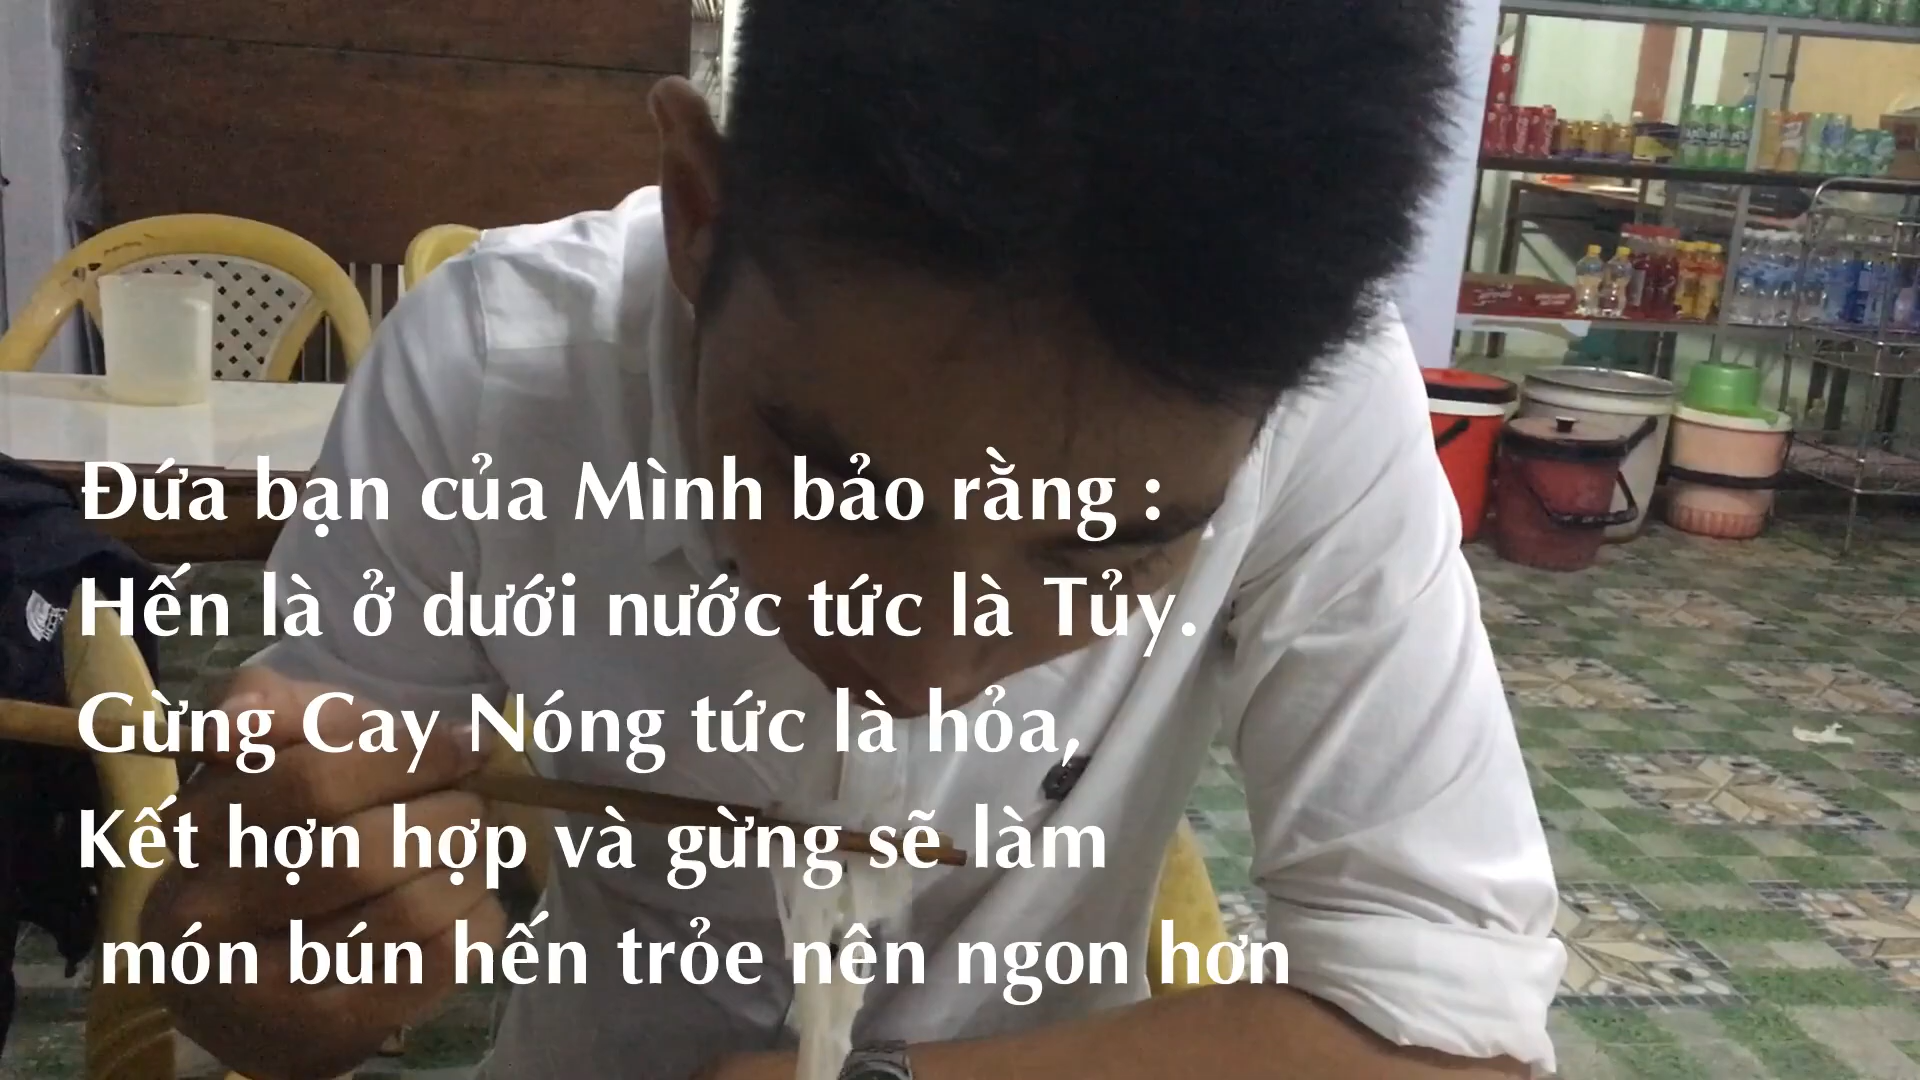 Đứa bạn của Mình bảo rằng :
Hến là ở dưới nước tức là Tủy.
Gừng Cay Nóng tức là hỏa,
Kết hợn hợp và gừng sẽ làm
món bún hến trỏe nên ngon hơn